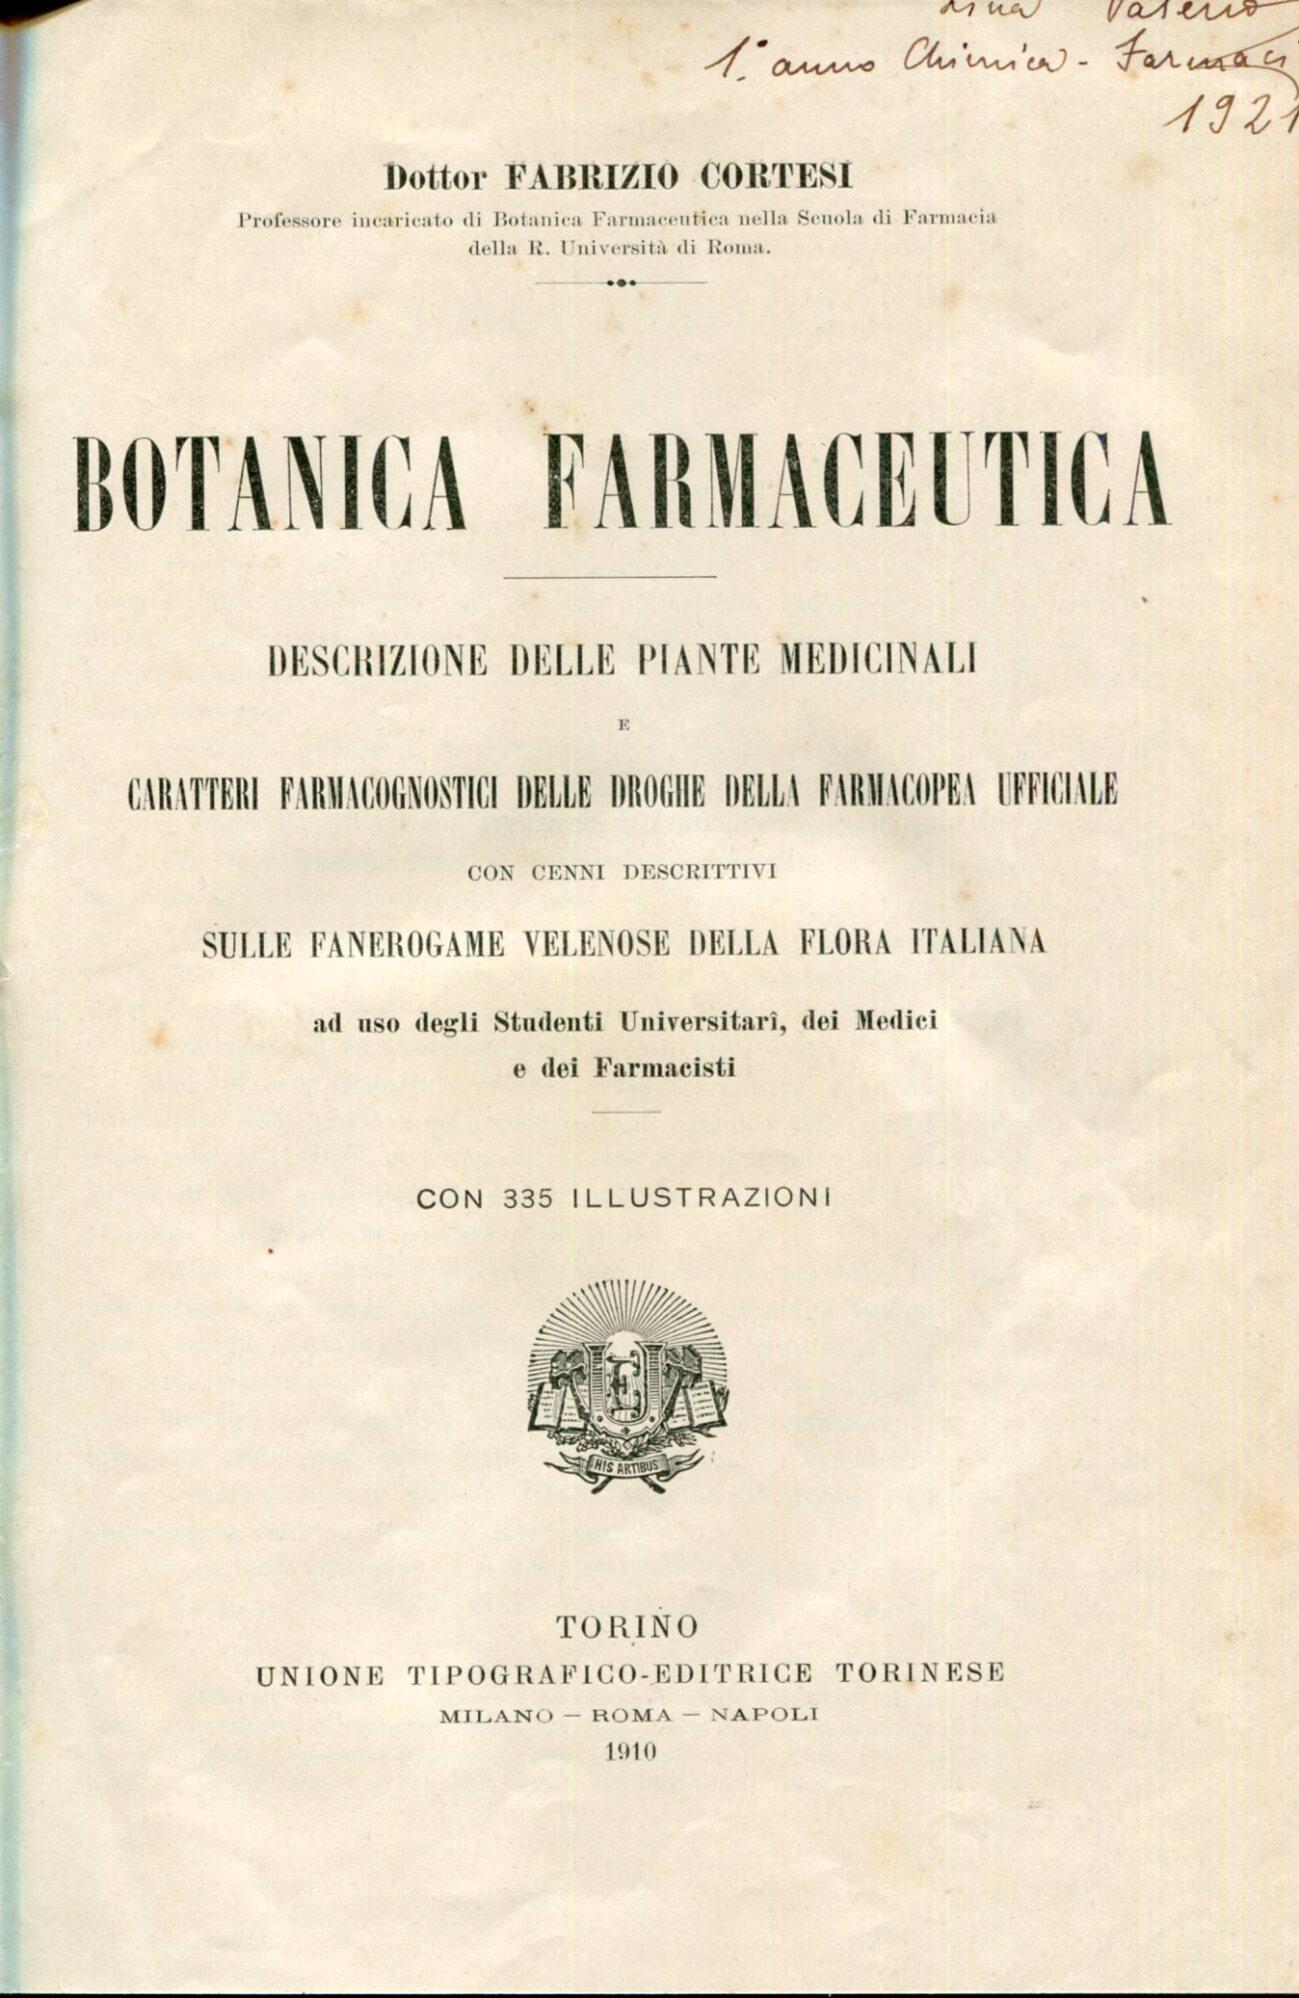 Lina Valerio
1.° anno Chimica - Farmaci
1921
Dottor FABRIZIO CORTESI
Professore incaricato di Botanica Farmaceutica nella Scuola di Farmacia
della R. Università di Roma.
BOTANICA FARMACEUTICA
DESCRIZIONE DELLE PIANTE MEDICINALI
E
CARATTERI FARMACOGNOSTICI DELLE DROGHE DELLA FARMACOPEA UFFICIALE
CON CENNI DESCRITTIVI
SULLE FANEROGAME VELENOSE DELLA FLORA ITALIANA
ad uso degli Studenti Universitarî, dei Medici
e dei Farmacisti
CON 335 ILLUSTRAZIONI
HIS ARTIBUS
TORINO
UNIONE TIPOGRAFICO-EDITRICE TORINESE
MILANO — ROMA — NAPOLI
1910